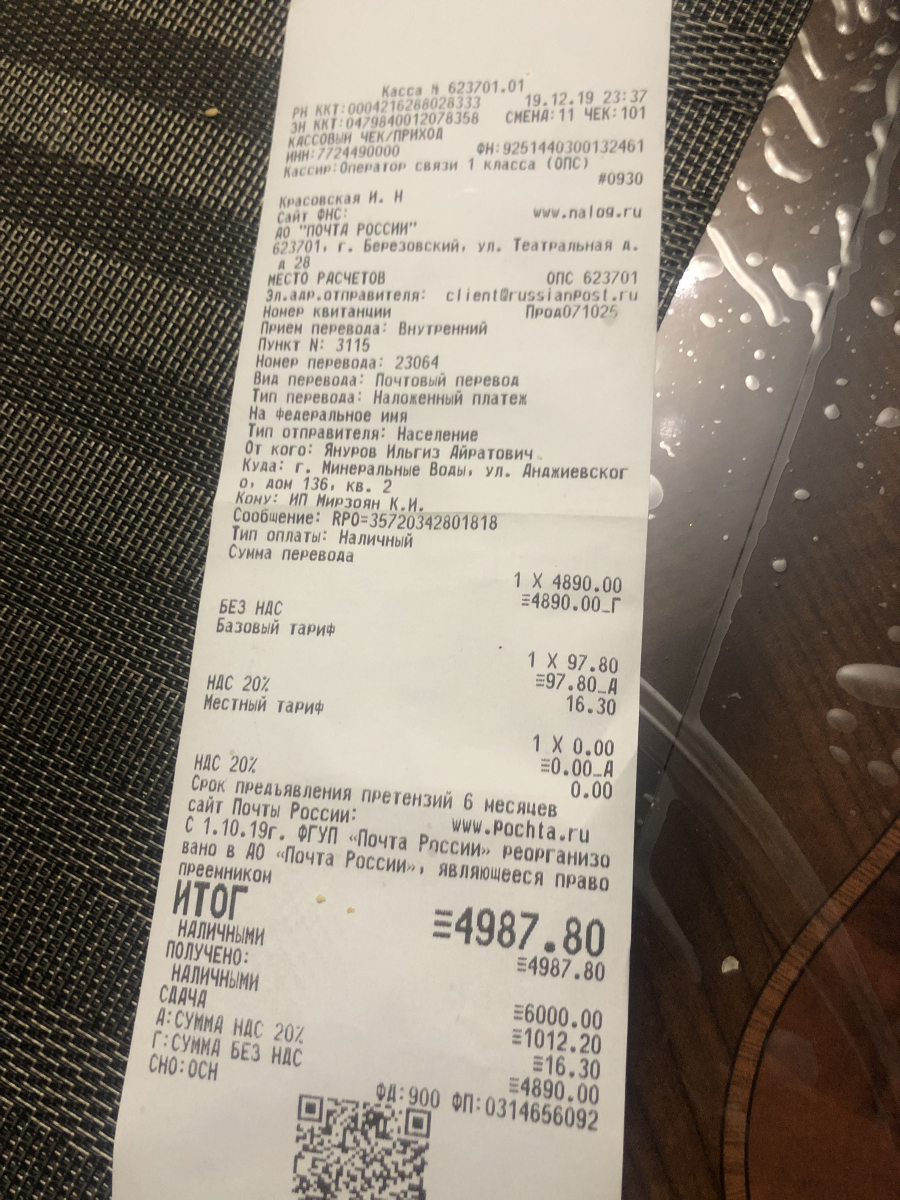 Касса № 623701.01
РН ККТ:0004216288028333 19.12.19 23:37
ЗН ККТ:0479840012078358 СМЕНА:11 ЧЕК:101
КАССОВЫЙ ЧЕК/ПРИХОД
ИНН:7724490000 ФН:9251440300132461
Кассир:Оператор связи 1 класса (ОПС)
#0930
Красовская И. Н
Сайт ФНС: www.nalog.ru
АО "ПОЧТА РОССИИ"
623701, г. Березовский, ул. Театральная д.
д 28
МЕСТО РАСЧЕТОВ ОПС 623701
Эл.адр.отправителя: client@russianpost.ru
Номер квитанции Прод071025
Прием перевода: Внутренний
Пункт N: 3115
Номер перевода: 23064
Вид перевода: Почтовый перевод
Тип перевода: Наложенный платеж
На федеральное имя
Тип отправителя: Население
От кого: Януров Ильгиз Айратович
Куда: г. Минеральные Воды, ул. Анджиевског
о, дом 136, кв. 2
Кому: ИП Мирзоян К.И.
Сообщение: RPO=35720342801818
Тип оплаты: Наличный
Сумма перевода
1 X 4890.00
БЕЗ НДС ≡4890.00_Г
Базовый тариф
1 X 97.80
≡97.80_А
НДС 20% 16.30
Местный тариф
1 X 0.00
≡0.00_А
НДС 20% 0.00
Срок предъявления претензий 6 месяцев
сайт Почты России: www.pochta.ru
С 1.10.19г. ФГУП «Почта России» реорганизо
вано в АО «Почта России», являющееся право
преемником
ИТОГ ≡4987.80
НАЛИЧНЫМИ ≡4987.80
ПОЛУЧЕНО:
НАЛИЧНЫМИ ≡6000.00
СДАЧА ≡1012.20
А:СУММА НДС 20% ≡16.30
Г:СУММА БЕЗ НДС ≡4890.00
СНО:ОСН ФД:900 ФП:0314656092